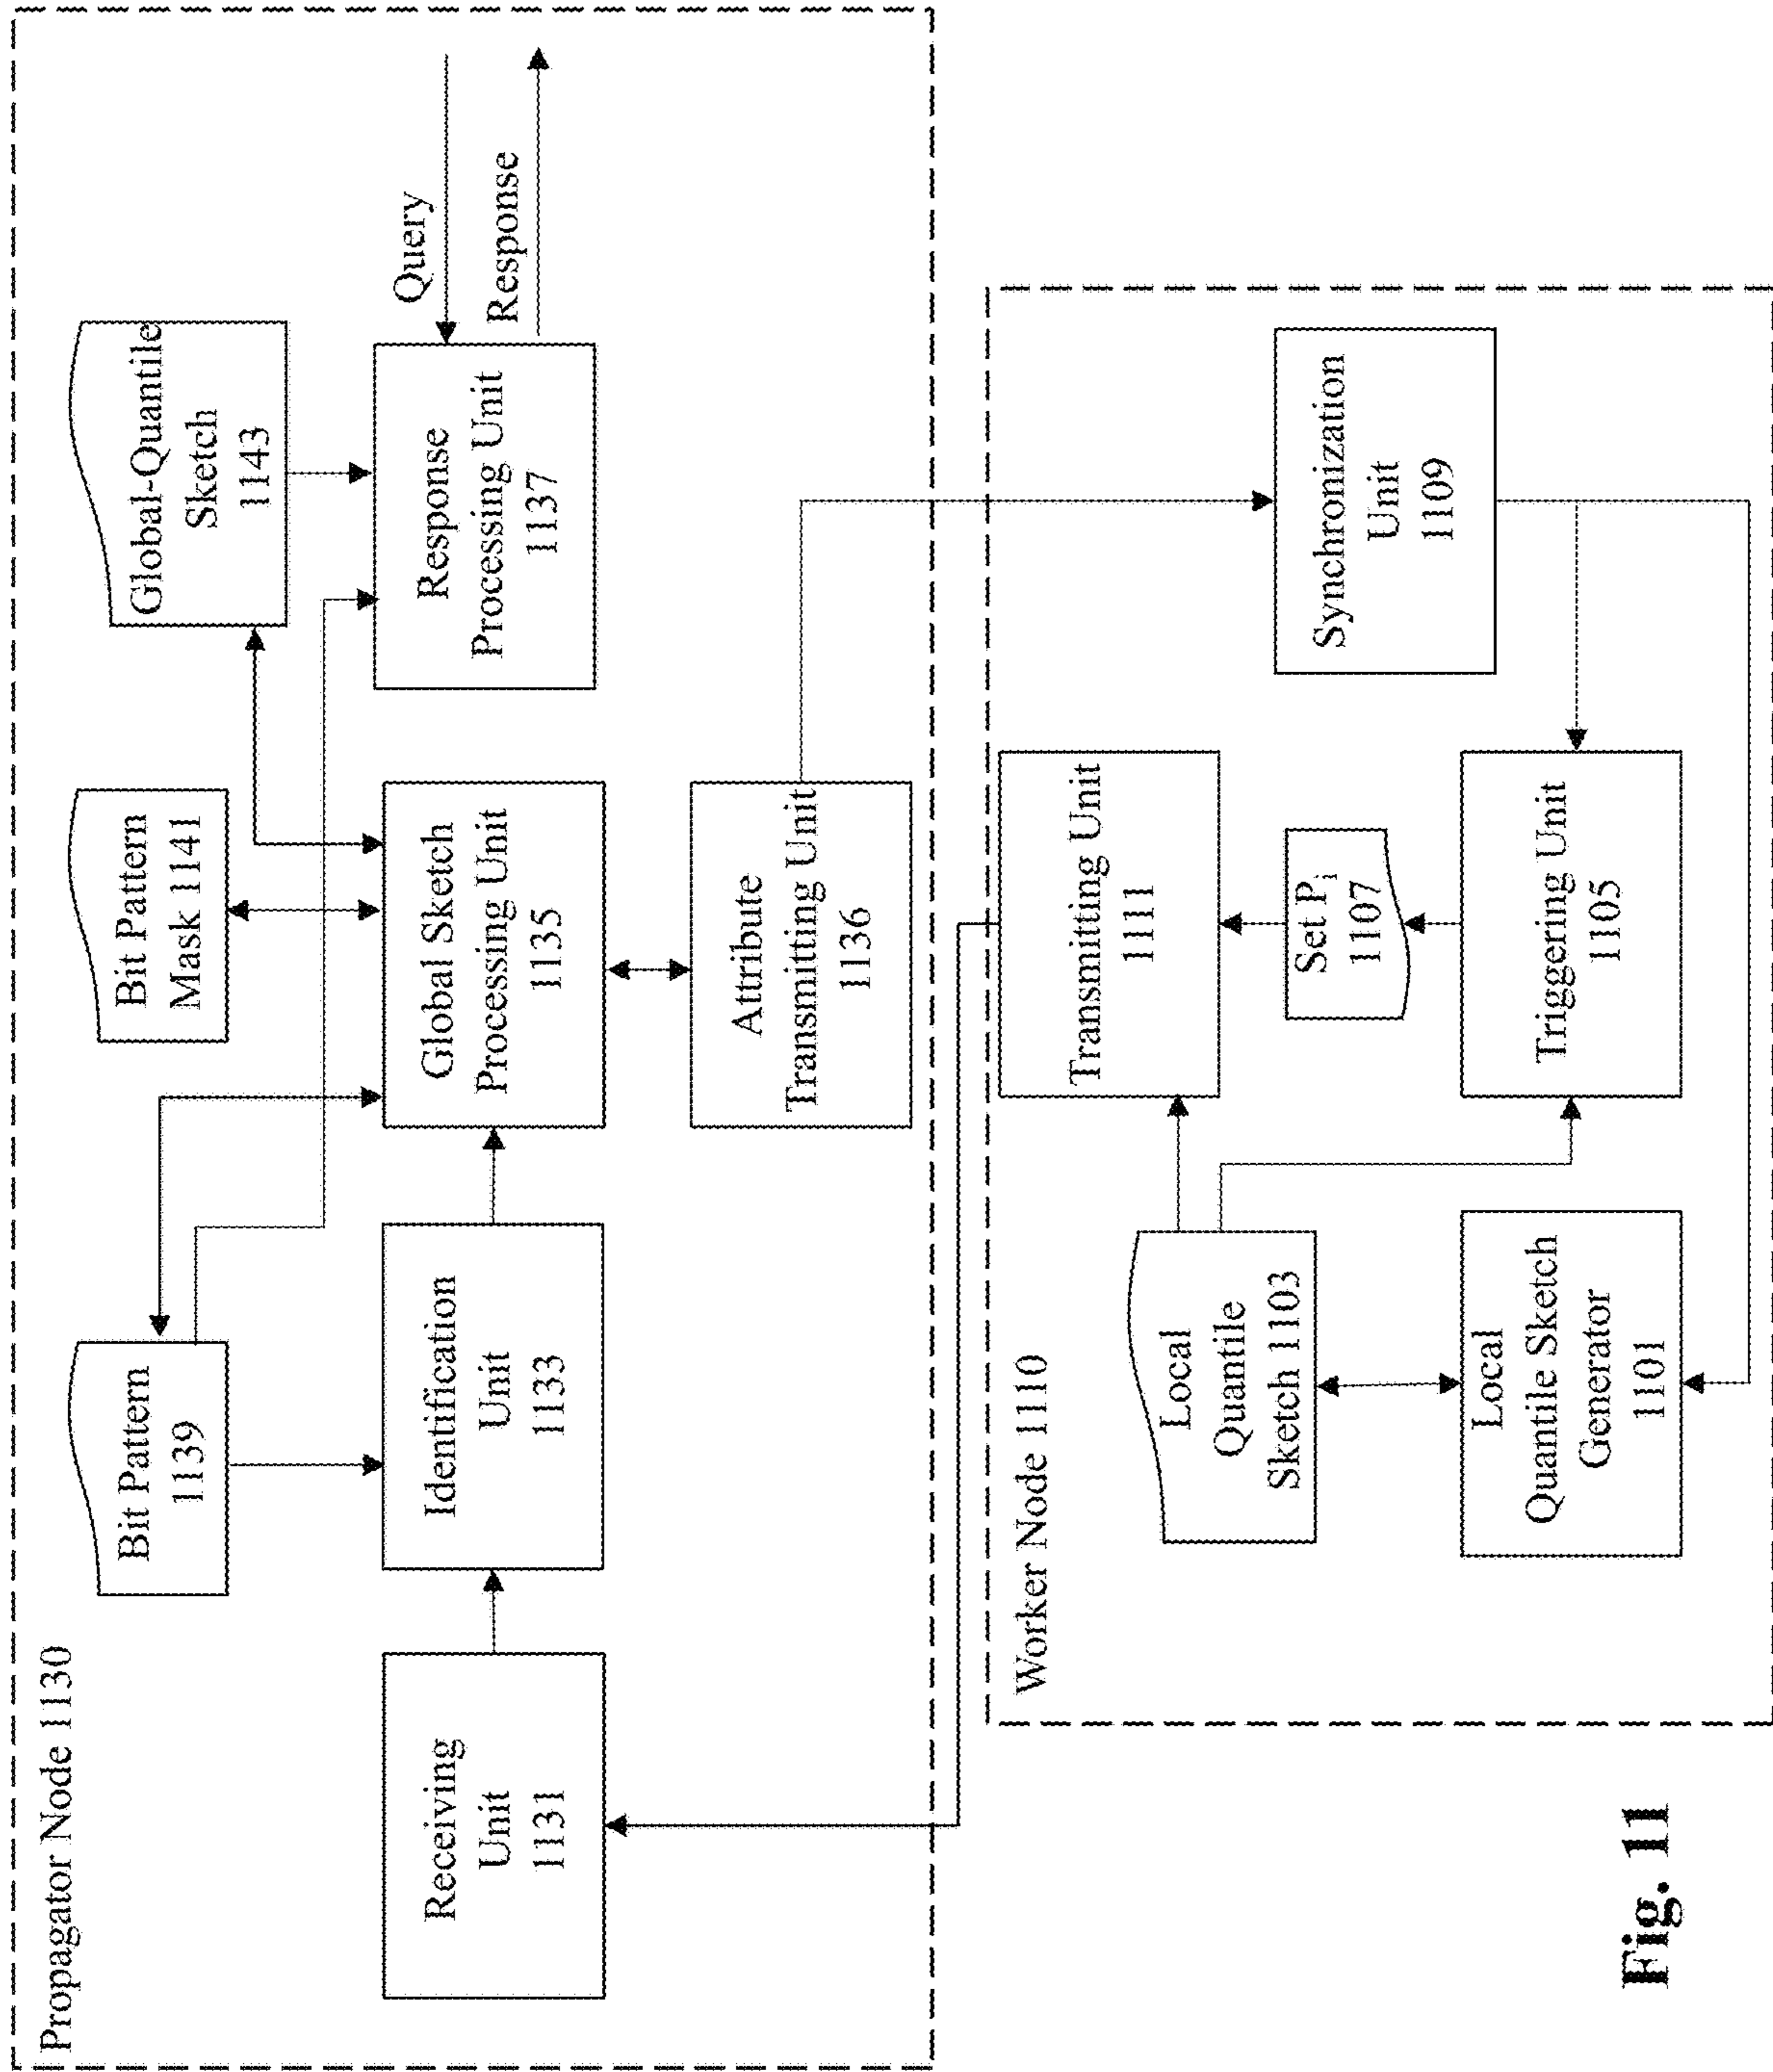 Propagator Node 1130
Bit Pattern
1139
Bit Pattern
Mask 1141
Global-Quantile
Sketch
1143
Receiving
Unit
1131
Identification
Unit
1133
Global Sketch
Processing Unit
1135
Response
Processing Unit
1137
Query
Response
Attribute
Transmitting Unit
1136
Worker Node 1110
Local
Quantile
Sketch 1103
Transmitting Unit
1111
Set Pi
1107
Synchronization
Unit
1109
Local
Quantile Sketch
Generator
1101
Triggering Unit
1105
Fig. 11